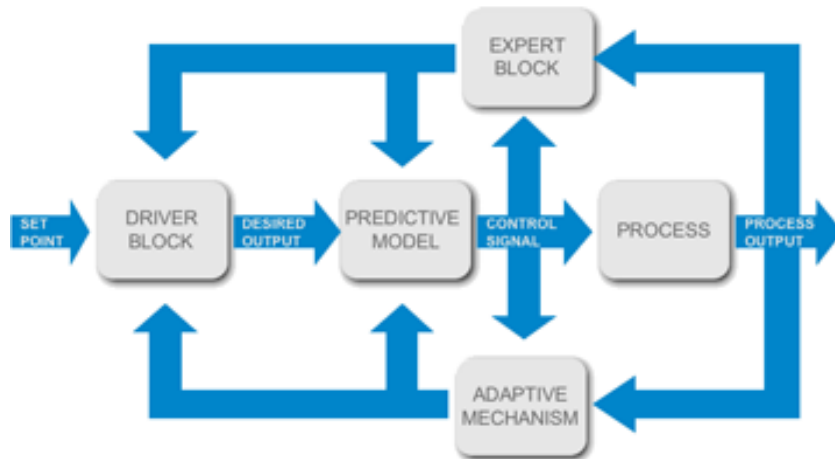 EXPERT
BLOCK
SET
POINT
DRIVER
BLOCK
DESIRED
OUTPUT
PREDICTIVE
MODEL
CONTROL
SIGNAL
PROCESS
PROCESS
OUTPUT
ADAPTIVE
MECHANISM